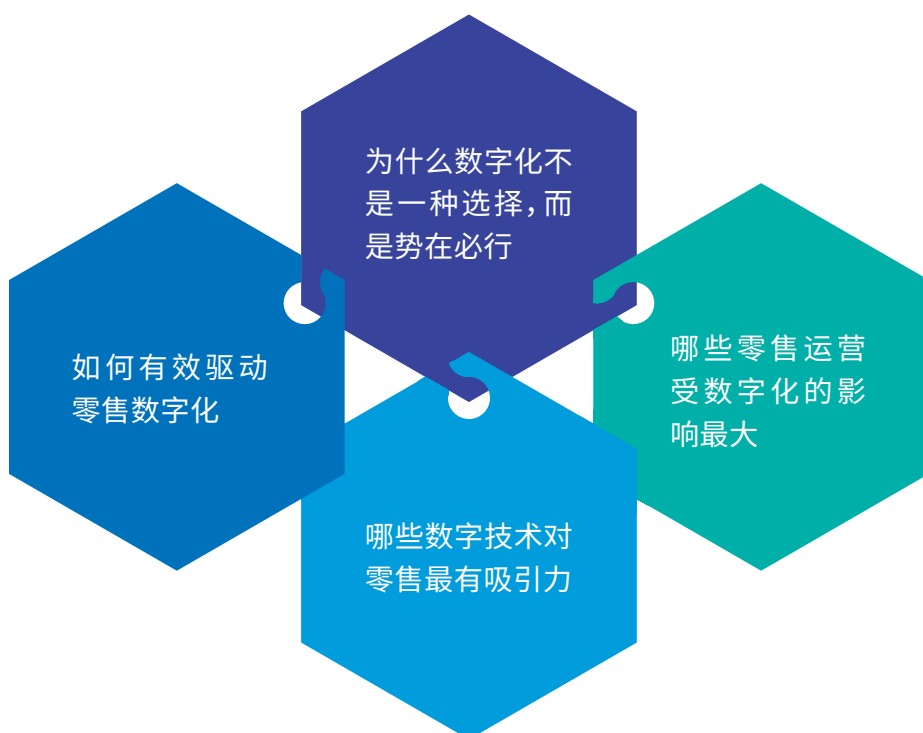 为什么数字化不
是一种选择，而
是势在必行
如何有效驱动
零售数字化
哪些零售运营
受数字化的影
响最大
哪些数字技术对
零售最有吸引力